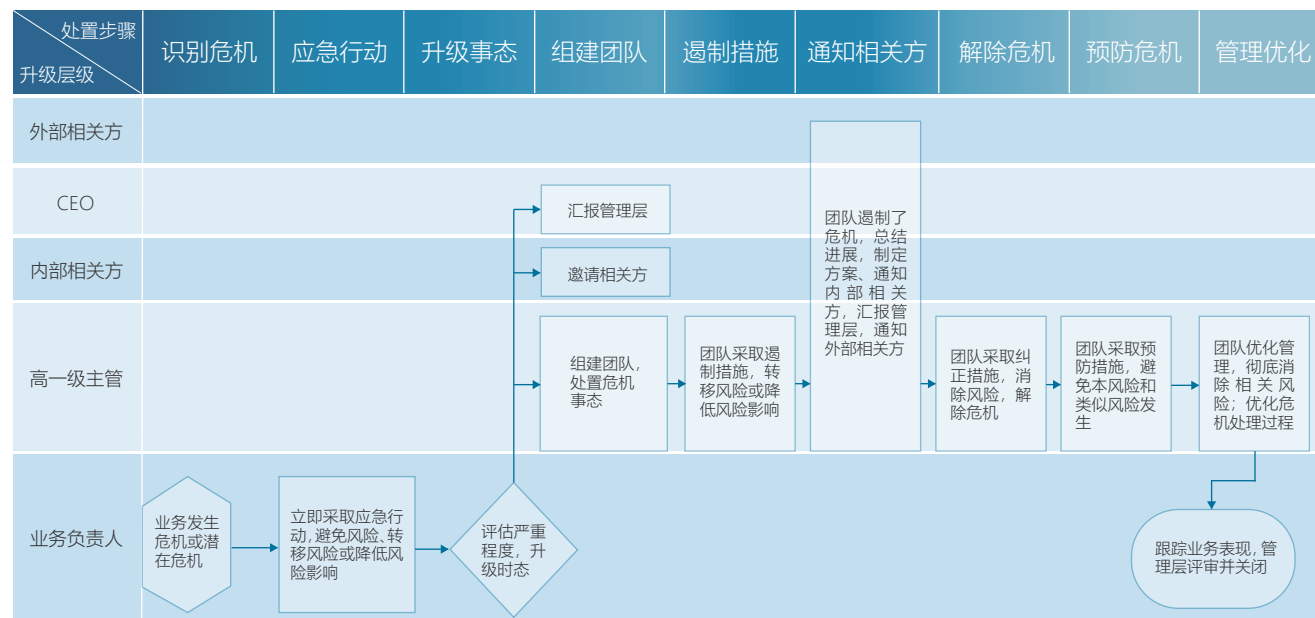 处置步骤
升级层级
识别危机
应急行动
升级事态
组建团队
遏制措施
通知相关方
解除危机
预防危机
管理优化
外部相关方
CEO
汇报管理层
内部相关方
邀请相关方
团队遏制了
危机，总结
进展，制定
方案、通知
内部相关
方，汇报管
理层，通知
外部相关方
高一级主管
组建团队，
处置危机
事态
团队采取遏
制措施，转
移风险或降
低风险影响
团队采取纠
正措施，消
除风险，解
除危机
团队采取预
防措施，避
免本风险和
类似风险发
生
团队优化管
理，彻底消
除相关风
险；优化危
机处理过程
业务负责人
业务发生
危机或潜
在危机
立即采取应急行
动，避免风险、转
移风险或降低风
险影响
评估严重
程度，升
级时态
跟踪业务表现，管
理层评审并关闭